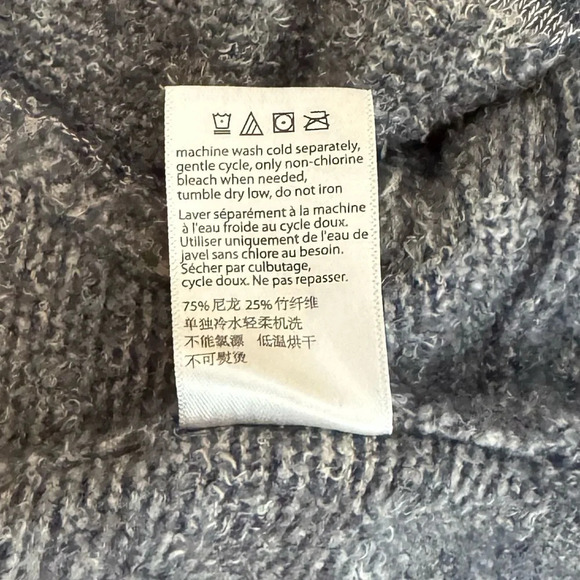 machine wash cold separately,
gentle cycle, only non-chlorine
bleach when needed,
tumble dry low, do not iron
Laver séparément à la machine
à l'eau froide au cycle doux.
Utiliser uniquement de l'eau de
javel sans chlore au besoin.
Sécher par culbutage,
cycle doux. Ne pas repasser.
75% 尼龙 25% 竹纤维
单独冷水轻柔机洗
不能氯漂 低温烘干
不可熨烫